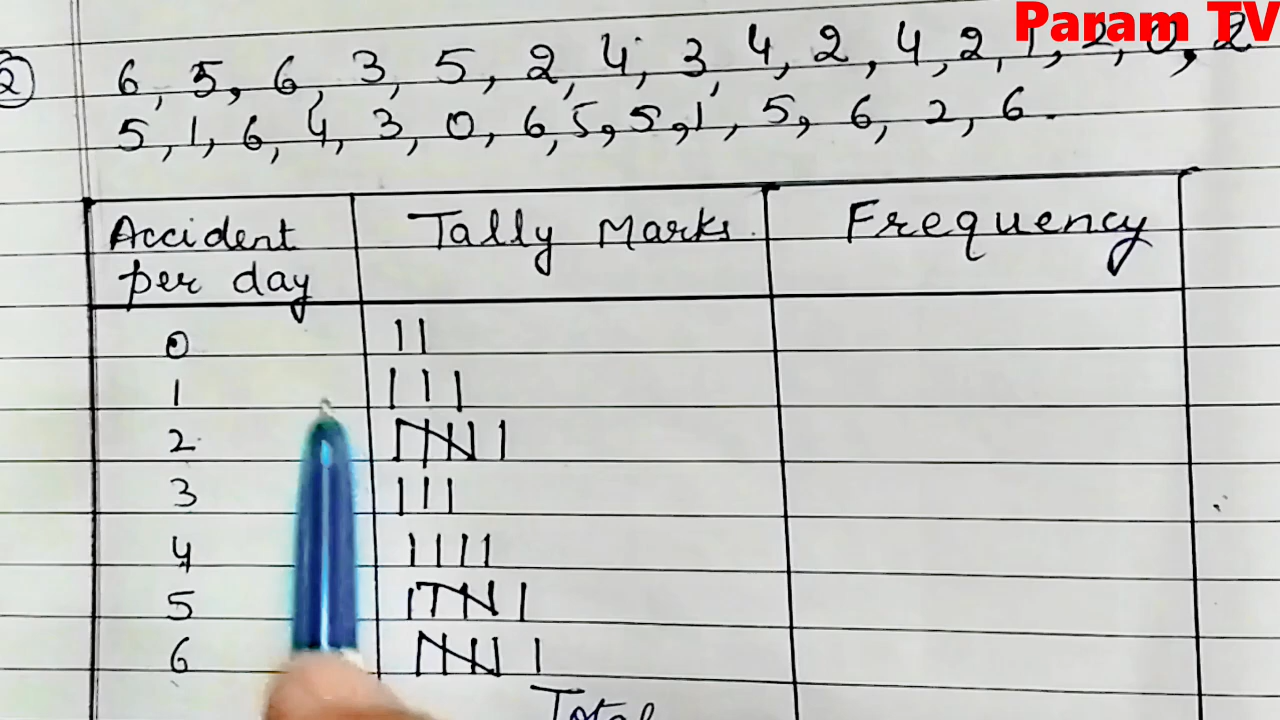 Param TV
② 6, 5, 6, 3, 5, 2, 4, 3, 4, 2, 4, 2, 1, 2, 0, 2
5, 1, 6, 4, 3, 0, 6, 5, 5, 1, 5, 6, 2, 6.
Accident per day Tally Marks Frequency
0 ||
1 |||
2 |||| |
3 |||
4 ||||
5 |||| |
6 |||| |
Total